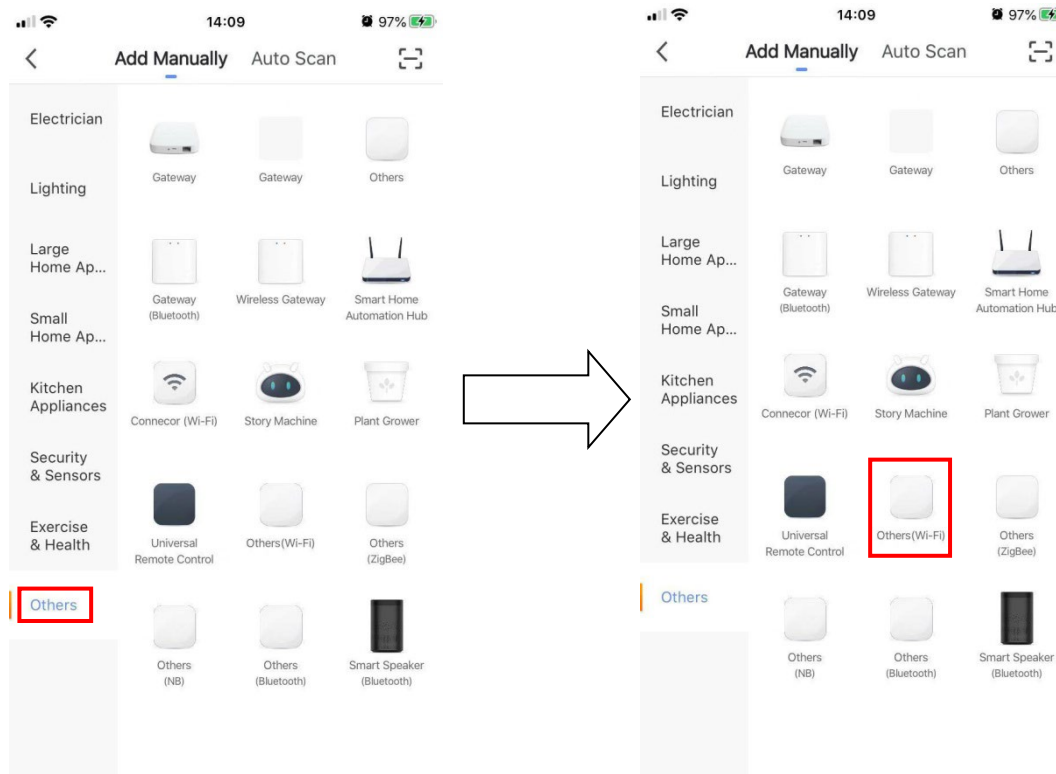 14:09
97%
Add Manually Auto Scan
Electrician
Lighting
Large
Home Ap...
Small
Home Ap...
Kitchen
Appliances
Security
& Sensors
Exercise
& Health
Others
Gateway Gateway Others
Gateway
(Bluetooth)
Wireless Gateway
Smart Home
Automation Hub
Connecor (Wi-Fi) Story Machine Plant Grower
Universal
Remote Control
Others(Wi-Fi)
Others
(ZigBee)
Others
(NB)
Others
(Bluetooth)
Smart Speaker
(Bluetooth)
14:09
97%
Add Manually Auto Scan
Electrician
Lighting
Large
Home Ap...
Small
Home Ap...
Kitchen
Appliances
Security
& Sensors
Exercise
& Health
Others
Gateway Gateway Others
Gateway
(Bluetooth)
Wireless Gateway
Smart Home
Automation Hub
Connecor (Wi-Fi) Story Machine Plant Grower
Universal
Remote Control
Others(Wi-Fi)
Others
(ZigBee)
Others
(NB)
Others
(Bluetooth)
Smart Speaker
(Bluetooth)